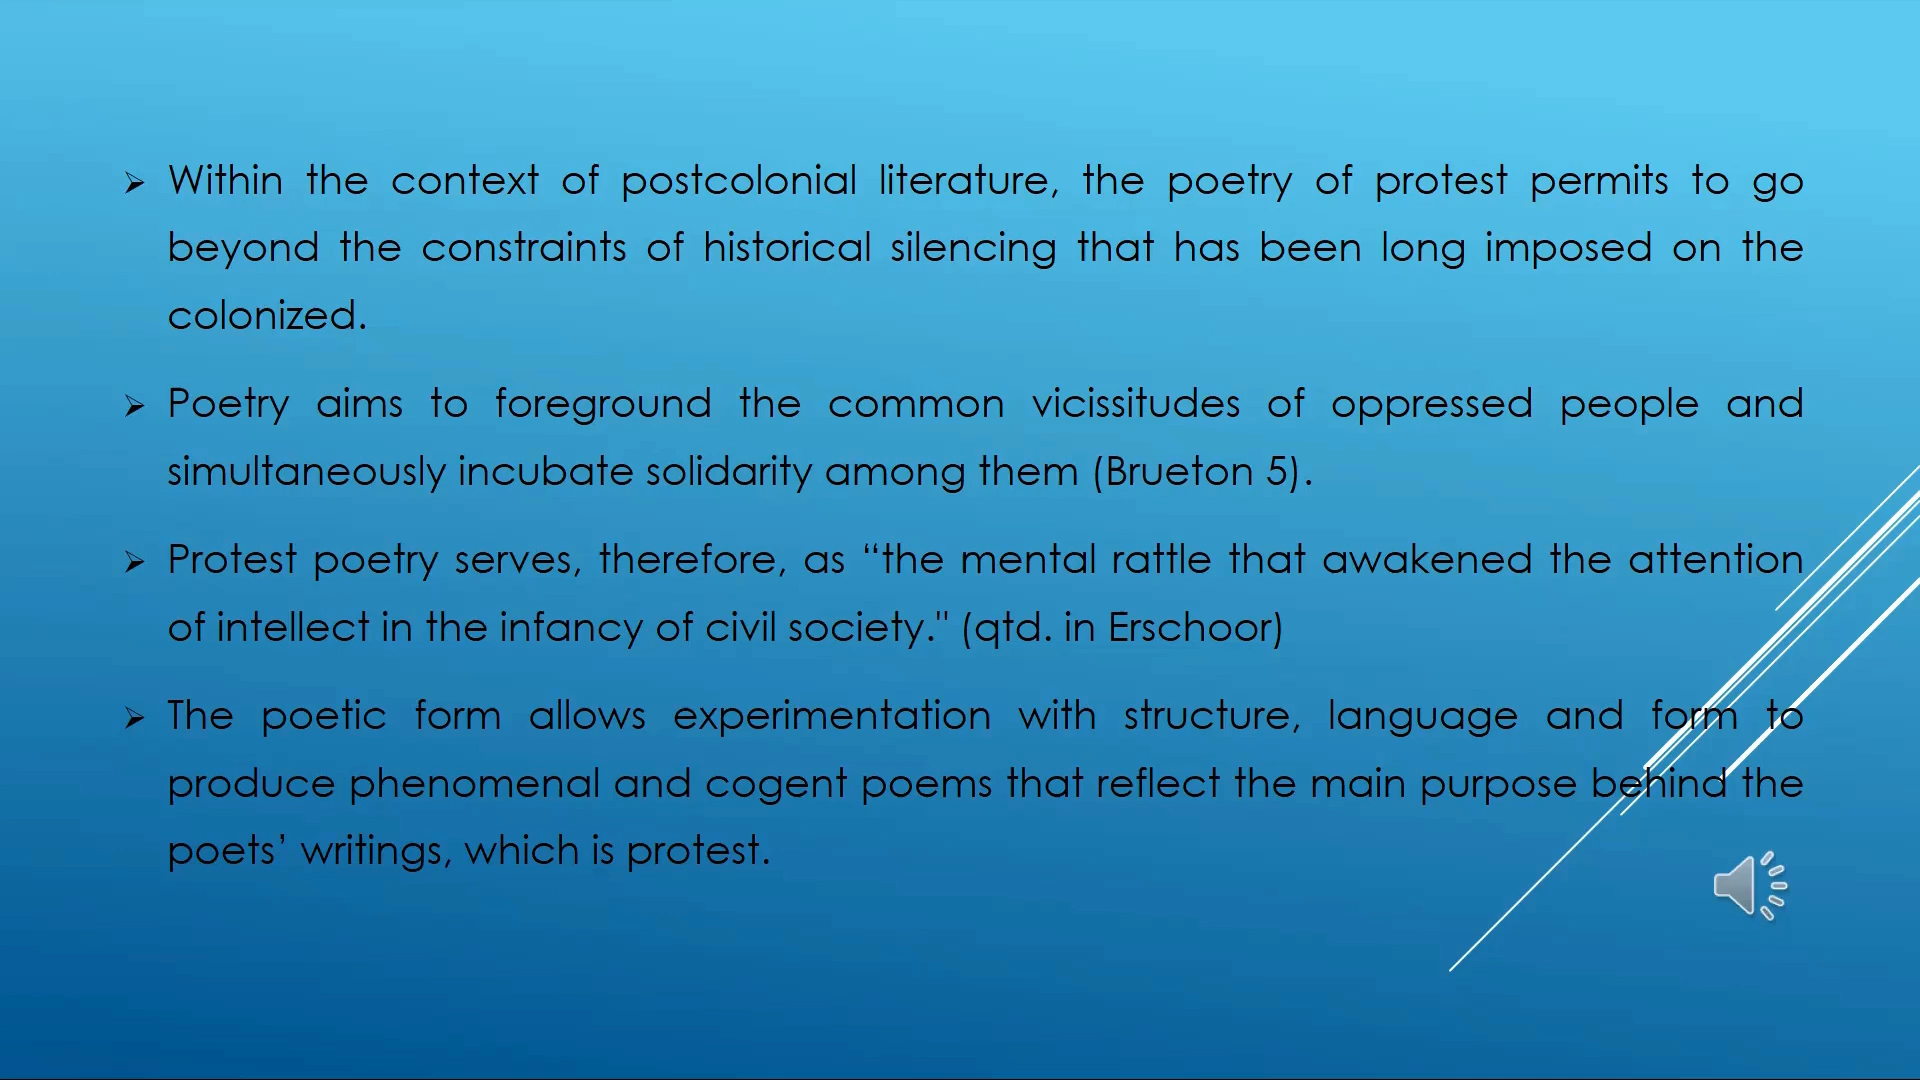 ➢ Within the context of postcolonial literature, the poetry of protest permits to go
beyond the constraints of historical silencing that has been long imposed on the
colonized.
➢ Poetry aims to foreground the common vicissitudes of oppressed people and
simultaneously incubate solidarity among them (Brueton 5).
➢ Protest poetry serves, therefore, as “the mental rattle that awakened the attention
of intellect in the infancy of civil society." (qtd. in Erschoor)
➢ The poetic form allows experimentation with structure, language and form to
produce phenomenal and cogent poems that reflect the main purpose behind the
poets’ writings, which is protest.